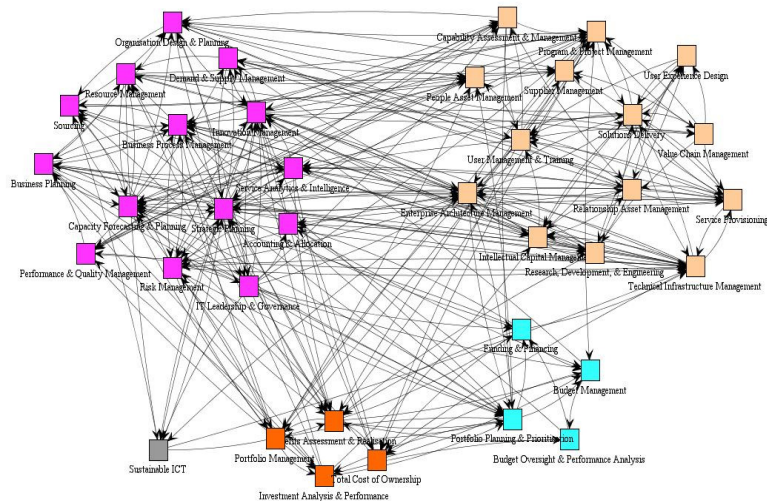 Capability Assessment & Management
Organisation Design & Planning
Program & Project Management
Demand & Supply Management
User Experience Design
Resource Management
People Asset Management
Supplier Management
Sourcing
Innovation Management
Solutions Delivery
Business Process Management
User Management & Training
Value Chain Management
Business Planning
Service Analytics & Intelligence
Enterprise Architecture Management
Relationship Asset Management
Service Provisioning
Capacity Forecasting & Planning
Strategic Planning
Accounting & Allocation
Intellectual Capital Manage
Performance & Quality Management
Research, Development, & Engineering
Risk Management
Technical Infrastructure Management
IT Leadership & Governance
Funding & Financing
Budget Management
efits Assessment & Realisation
Portfolio Planning & Prioritisation
Portfolio Management
Budget Oversight & Performance Analysis
Sustainable ICT
Total Cost of Ownership
Investment Analysis & Performance